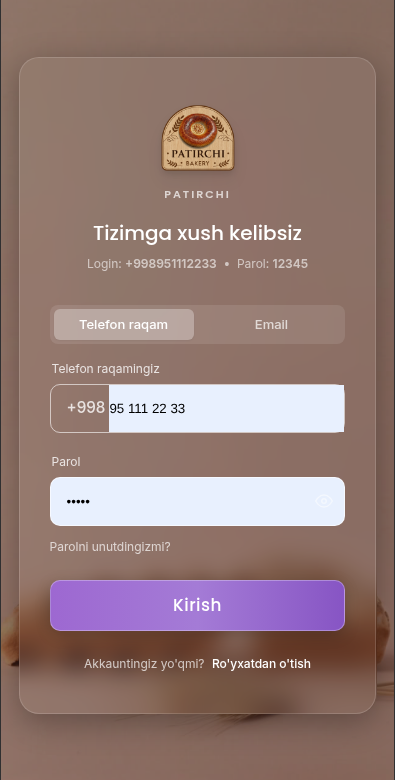 PATIRCHI
BAKERY
PATIRCHI
Tizimga xush kelibsiz
Login: +998951112233 • Parol: 12345
Telefon raqam Email
Telefon raqamingiz
+998 95 111 22 33
Parol
•••••
Parolni unutdingizmi?
Kirish
Akkauntingiz yo'qmi? Ro'yxatdan o'tish